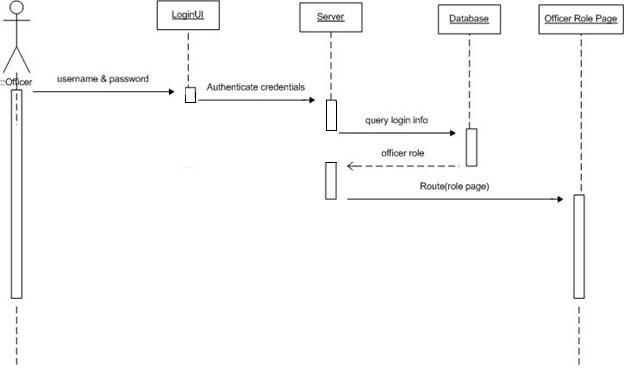 LoginUI
Server
Database
Officer Role Page
::Officer
username & password
Authenticate credentials
query login info
officer role
Route(role page)